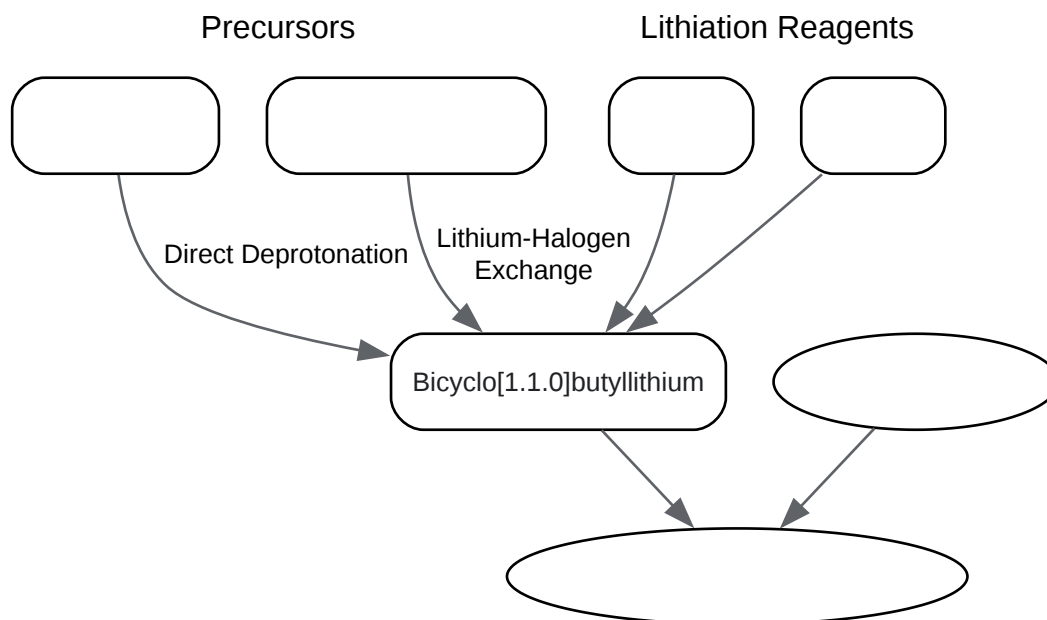 Precursors
Lithiation Reagents
Direct Deprotonation
Lithium-Halogen
Exchange
Bicyclo[1.1.0]butyllithium